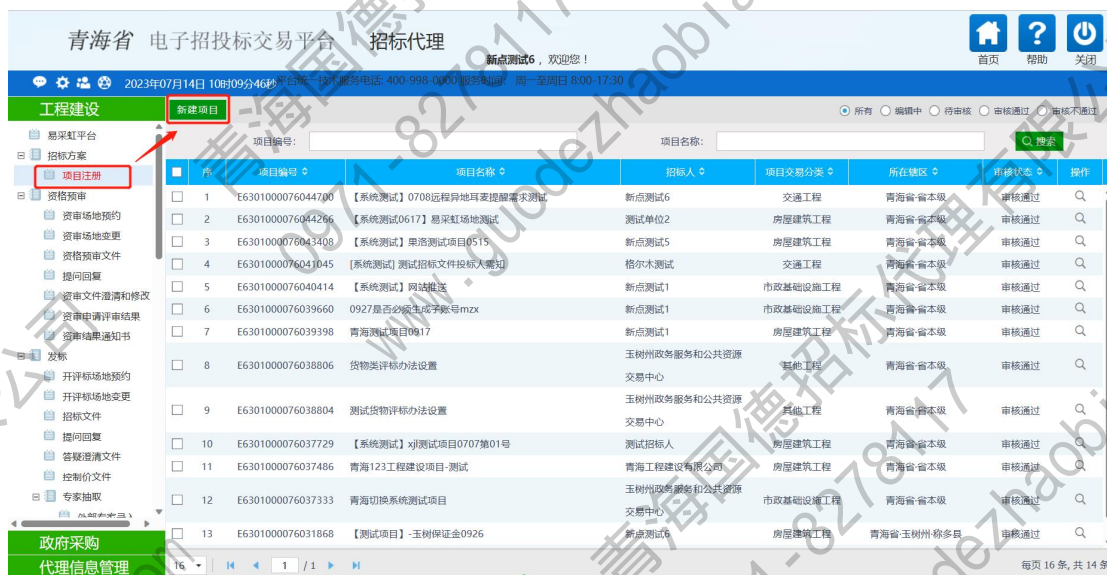 青海省 电子招投标交易平台 招标代理
新点测试6，欢迎您！
首页 帮助 关闭
2023年07月14日 10时09分46秒 平台统一技术服务电话: 400-998-0000 服务时间: 周一至周日 8:00-17:30
工程建设
易采虹平台
招标方案
项目注册
资格预审
资审场地预约
资审场地变更
资格预审文件
提问回复
资审文件澄清和修改
资审申请评审结果
资审结果通知书
发标
开评标场地预约
开评标场地变更
招标文件
提问回复
答疑澄清文件
控制价文件
专家抽取
政府采购
代理信息管理
新建项目 所有 编辑中 待审核 审核通过 审核不通过
项目编号: 项目名称: 搜索
序 项目编号 项目名称 招标人 项目交易分类 所在辖区 审核状态 操作
1 E6301000076044700 【系统测试】0708远程异地耳麦提醒需求测试 新点测试6 交通工程 青海省·省本级 审核通过
2 E6301000076044266 【系统测试0617】易采虹场地测试 测试单位2 房屋建筑工程 青海省·省本级 审核通过
3 E6301000076043408 【系统测试】果洛测试项目0515 新点测试5 房屋建筑工程 青海省·省本级 审核通过
4 E6301000076041045 [系统测试] 测试招标文件投标人需知 格尔木测试 交通工程 青海省·省本级 审核通过
5 E6301000076040414 【系统测试】网站推送 新点测试1 市政基础设施工程 青海省·省本级 审核通过
6 E6301000076039660 0927是否必须生成子账号mzx 新点测试1 市政基础设施工程 青海省·省本级 审核通过
7 E6301000076039398 青海测试项目0917 新点测试1 房屋建筑工程 青海省·省本级 审核通过
8 E6301000076038806 货物类评标办法设置 玉树州政务服务和公共资源交易中心 其他工程 青海省·省本级 审核通过
9 E6301000076038804 测试货物评标办法设置 玉树州政务服务和公共资源交易中心 其他工程 青海省·省本级 审核通过
10 E6301000076037729 【系统测试】xjl测试项目0707第01号 测试招标人 房屋建筑工程 青海省·省本级 审核通过
11 E6301000076037486 青海123工程建设项目-测试 青海工程建设有限公司 房屋建筑工程 青海省·省本级 审核通过
12 E6301000076037333 青海切换系统测试项目 玉树州政务服务和公共资源交易中心 市政基础设施工程 青海省·省本级 审核通过
13 E6301000076031868 【测试项目】-玉树保证金0926 新点测试6 房屋建筑工程 青海省·玉树州·称多县 审核通过
16 1 /1 每页 16 条, 共 14 条
青海国德招标代理有限公司
0971-8278117
www.guodezhaobiao.com